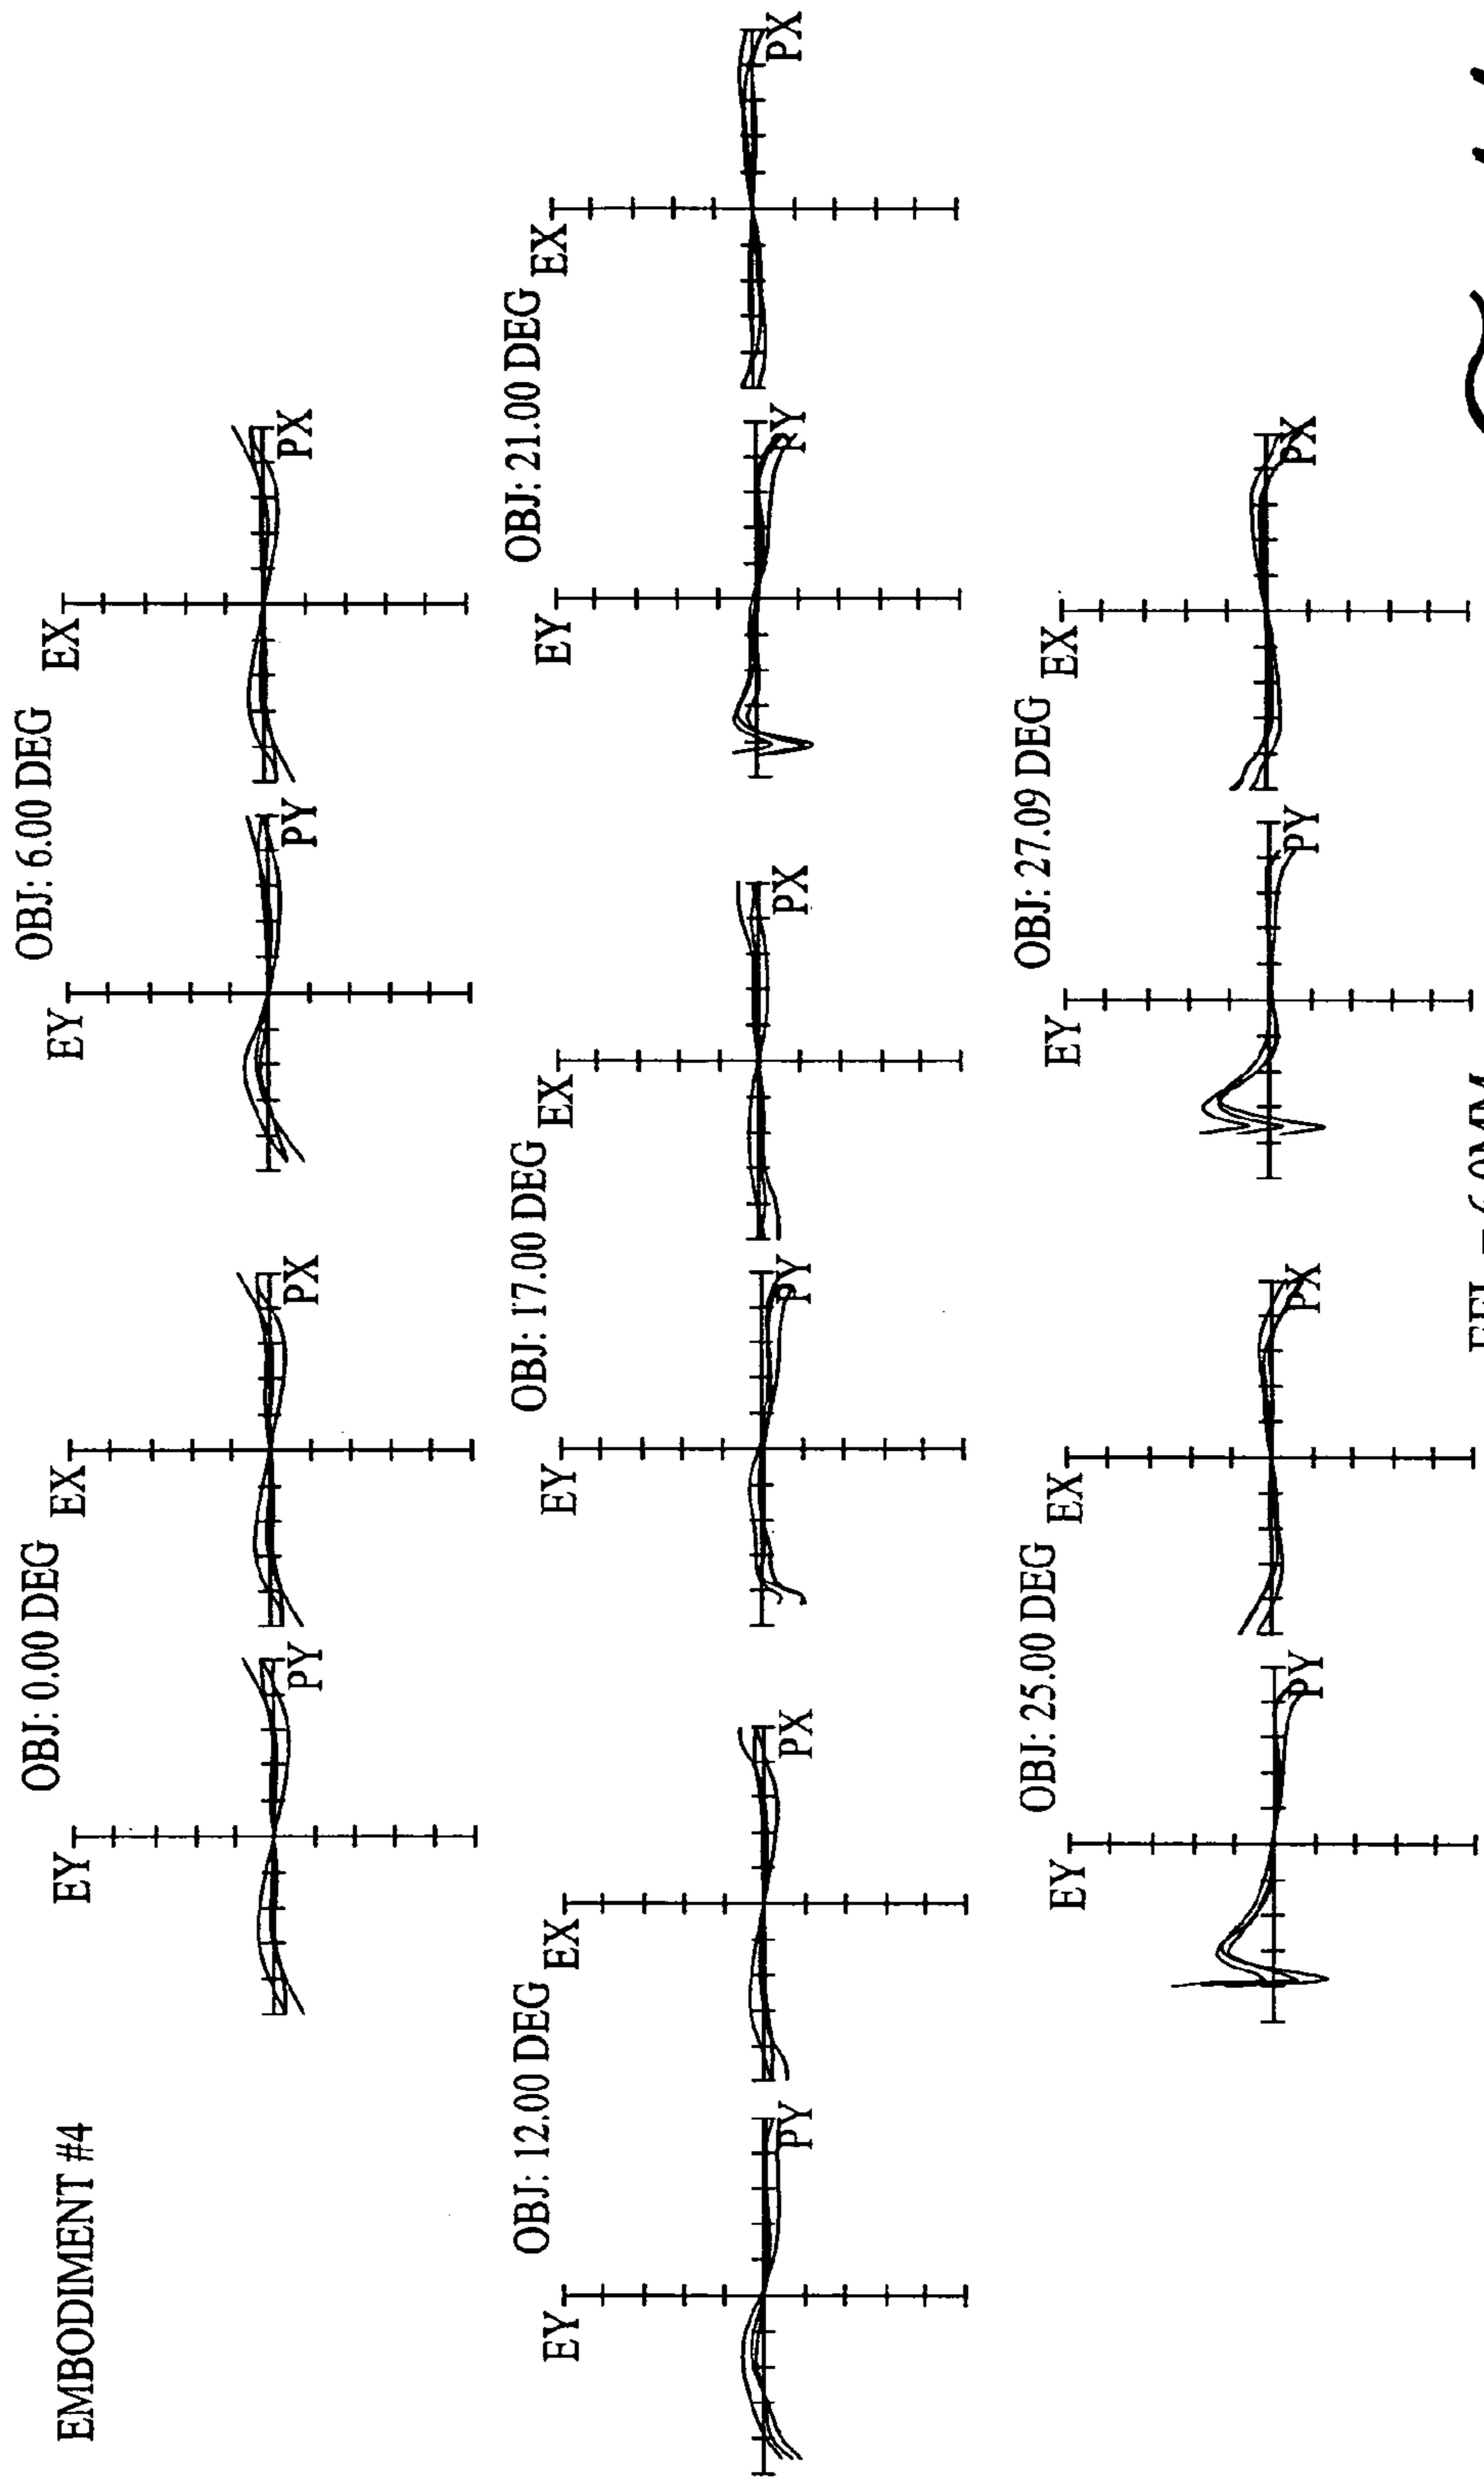 EMBODIMENT #4
OBJ: 0.00 DEG
OBJ: 6.00 DEG
EY
PY
EX
PX
EY
PY
EX
PX
OBJ: 12.00 DEG
OBJ: 17.00 DEG
OBJ: 21.00 DEG
EY
PY
EX
PX
EY
PY
EX
PX
EY
PY
EX
PX
OBJ: 25.00 DEG
OBJ: 27.09 DEG
EY
PY
EX
PX
EY
PY
EX
PX